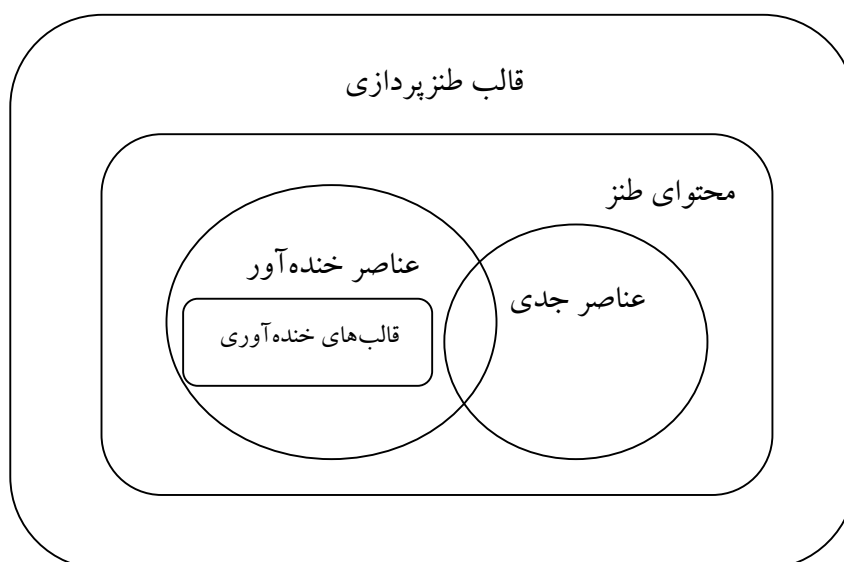 قالب طنزپردازی
محتوای طنز
عناصر خنده‌آور
عناصر جدی
قالب‌های خنده‌آوری